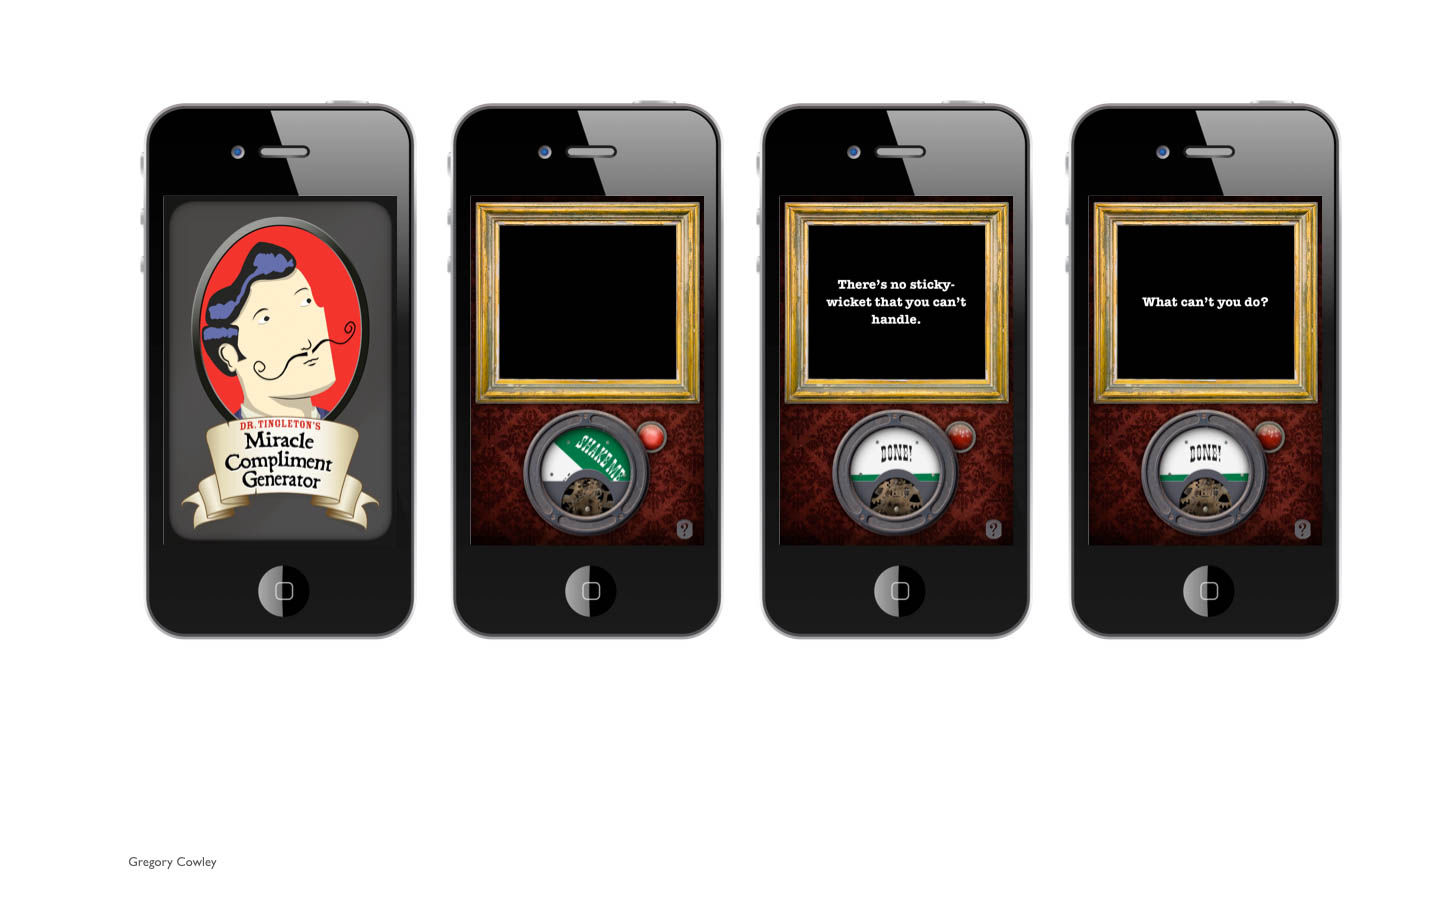 DR. TINGLETON'S
Miracle
Compliment
Generator
SHAKE ME
There's no sticky-
wicket that you can't
handle.
What can't you do?
DONE!
DONE!
?
?
?
Gregory Cowley